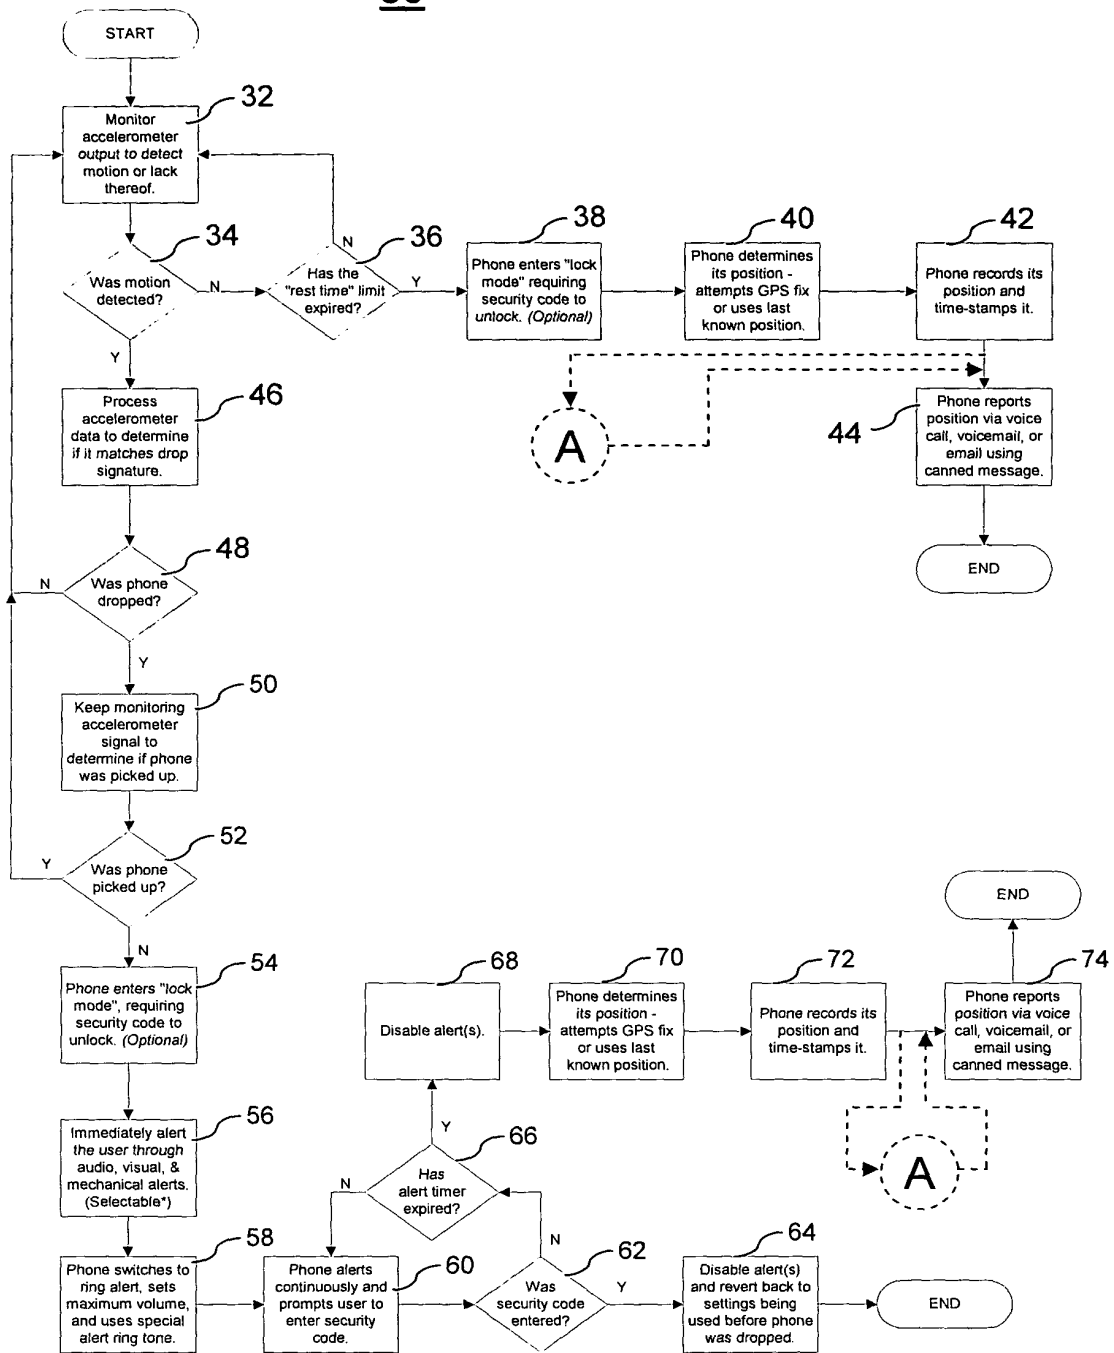 START
32
Monitor
accelerometer
output to detect
motion or lack
thereof.
34
Was motion
detected?
N
Y
36
Has the
"rest time" limit
expired?
N
Y
38
Phone enters "lock
mode" requiring
security code to
unlock. (Optional)
40
Phone determines
its position -
attempts GPS fix
or uses last
known position.
42
Phone records its
position and
time-stamps it.
A
44
Phone reports
position via voice
call, voicemail, or
email using
canned message.
END
46
Process
accelerometer
data to determine
if it matches drop
signature.
48
Was phone
dropped?
N
Y
50
Keep monitoring
accelerometer
signal to
determine if phone
was picked up.
52
Was phone
picked up?
Y
N
54
Phone enters "lock
mode", requiring
security code to
unlock. (Optional)
56
Immediately alert
the user through
audio, visual, &
mechanical alerts.
(Selectable*)
58
Phone switches to
ring alert, sets
maximum volume,
and uses special
alert ring tone.
60
Phone alerts
continuously and
prompts user to
enter security
code.
62
Was
security code
entered?
N
Y
64
Disable alert(s)
and revert back to
settings being
used before phone
was dropped.
END
66
Has
alert timer
expired?
N
Y
68
Disable alert(s).
70
Phone determines
its position -
attempts GPS fix
or uses last
known position.
72
Phone records its
position and
time-stamps it.
A
74
Phone reports
position via voice
call, voicemail, or
email using
canned message.
END